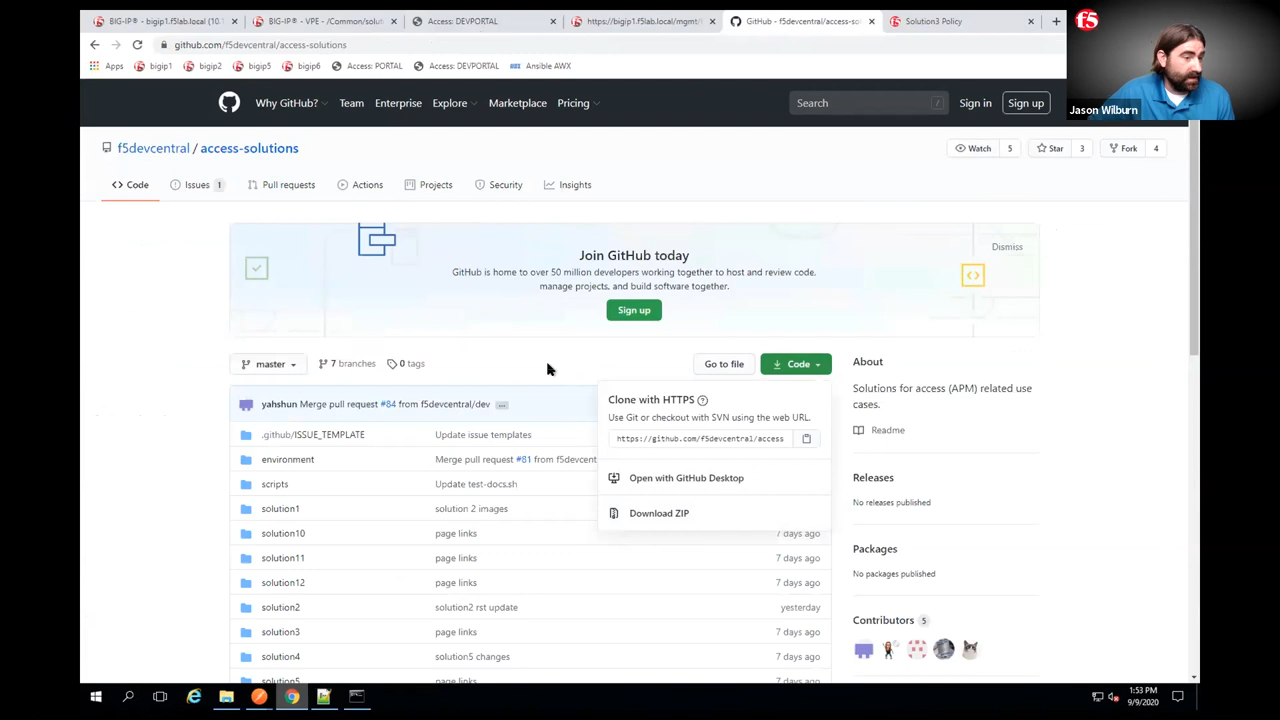 BIG-IP® - bigip1.f5lab.local (10.
BIG-IP® - VPE - /Common/solut
Access: DEVPORTAL
https://bigip1.f5lab.local/mgmt/
GitHub - f5devcentral/access-so
Solution3 Policy
github.com/f5devcentral/access-solutions
Apps bigip1 bigip2 bigip5 bigip6 Access: PORTAL Access: DEVPORTAL Ansible AWX
f5
Jason Wilburn
Why GitHub? Team Enterprise Explore Marketplace Pricing Search / Sign in Sign up
f5devcentral / access-solutions
Watch 5 Star 3 Fork 4
Code Issues 1 Pull requests Actions Projects Security Insights
Join GitHub today
Dismiss
GitHub is home to over 50 million developers working together to host and review code,
manage projects, and build software together.
Sign up
master 7 branches 0 tags Go to file Code
About
Solutions for access (APM) related use
cases.
Readme
Releases
No releases published
Packages
No packages published
Contributors 5
Clone with HTTPS
Use Git or checkout with SVN using the web URL.
https://github.com/f5devcentral/access
Open with GitHub Desktop
Download ZIP
yahshun Merge pull request #84 from f5devcentral/dev ...
.github/ISSUE_TEMPLATE Update issue templates
environment Merge pull request #81 from f5devcent
scripts Update test-docs.sh
solution1 solution 2 images
solution10 page links 7 days ago
solution11 page links 7 days ago
solution12 page links 7 days ago
solution2 solution2 rst update yesterday
solution3 page links 7 days ago
solution4 solution5 changes 7 days ago
solution5 page links 7 days ago
1:53 PM
9/9/2020